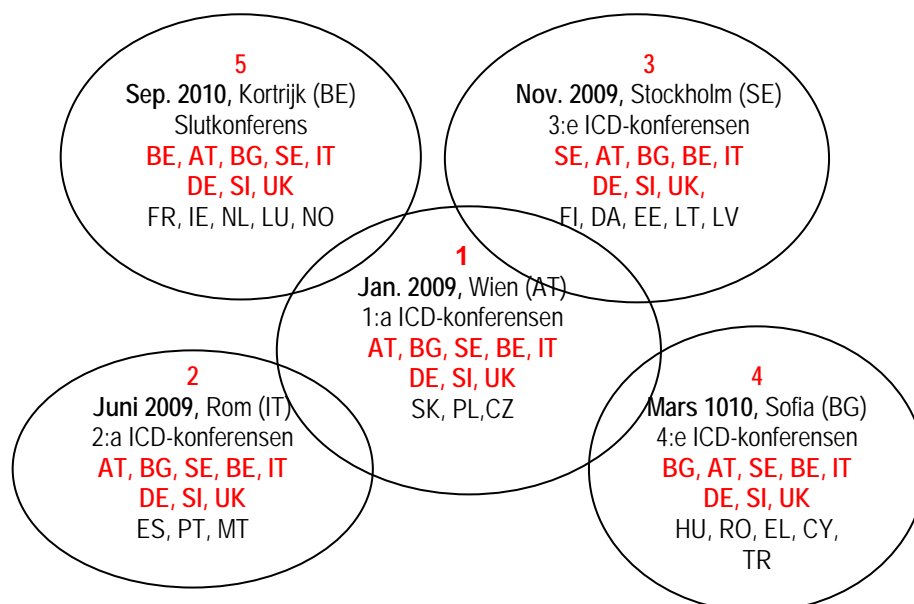 5
Sep. 2010, Kortrijk (BE)
Slutkonferens
BE, AT, BG, SE, IT
DE, SI, UK
FR, IE, NL, LU, NO
3
Nov. 2009, Stockholm (SE)
3:e ICD-konferensen
SE, AT, BG, BE, IT
DE, SI, UK,
FI, DA, EE, LT, LV
1
Jan. 2009, Wien (AT)
1:a ICD-konferensen
AT, BG, SE, BE, IT
DE, SI, UK
SK, PL,CZ
2
Juni 2009, Rom (IT)
2:a ICD-konferensen
AT, BG, SE, BE, IT
DE, SI, UK
ES, PT, MT
4
Mars 1010, Sofia (BG)
4:e ICD-konferensen
BG, AT, SE, BE, IT
DE, SI, UK
HU, RO, EL, CY,
TR